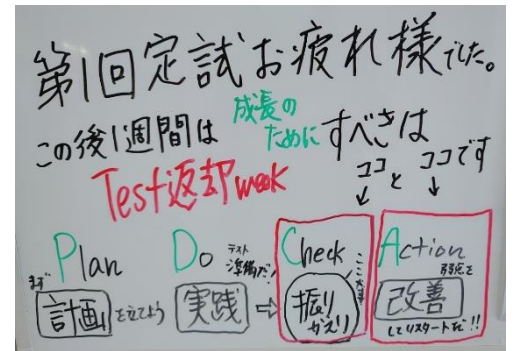 第1回定試お疲れ様でした。
この後1週間は 成長のために すべきは
Test返却week ココ と ココです
Plan Do テスト準備だ! Check ここ大事 Action 弱点を
まず 計画 を立てよう 実践 ⇒ 振りかえり 改善 してリスタートだ!!